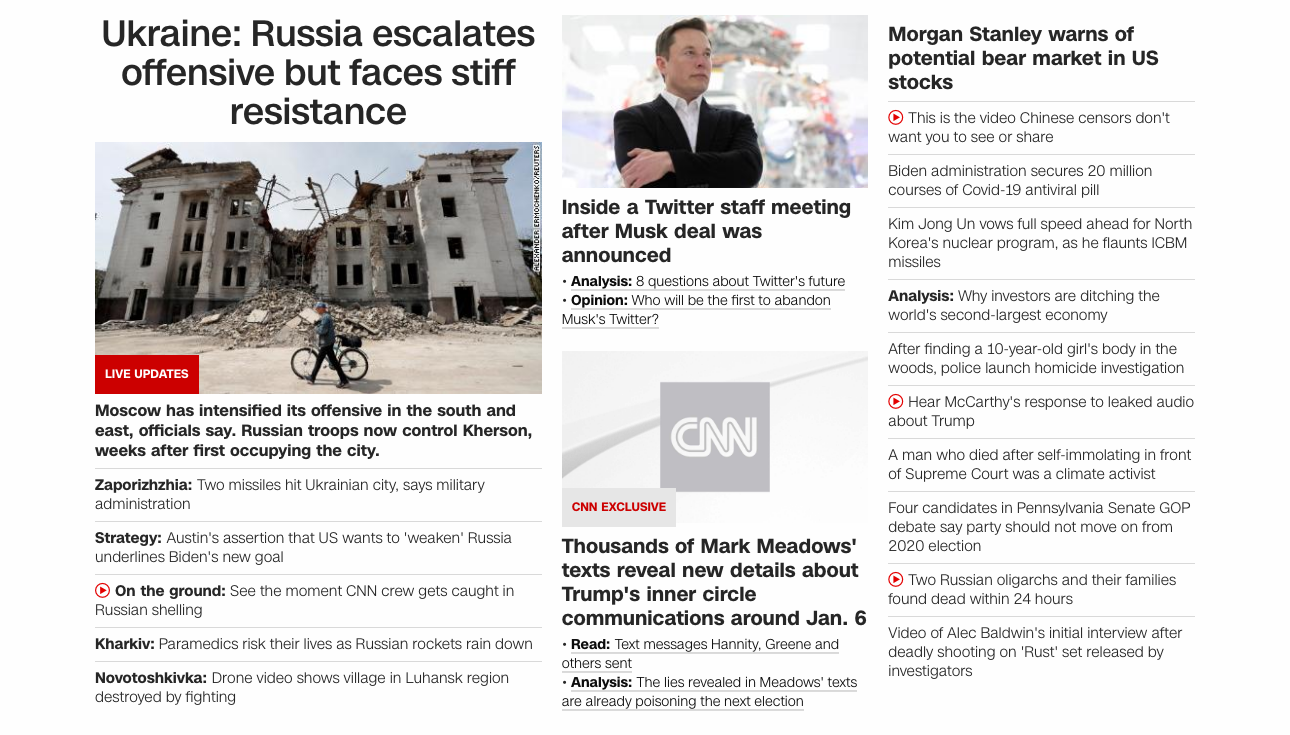 Ukraine: Russia escalates
offensive but faces stiff
resistance
ALEXANDER ERMOCHENKO/REUTERS
LIVE UPDATES
Moscow has intensified its offensive in the south and
east, officials say. Russian troops now control Kherson,
weeks after first occupying the city.
Zaporizhzhia: Two missiles hit Ukrainian city, says military
administration
Strategy: Austin's assertion that US wants to 'weaken' Russia
underlines Biden's new goal
On the ground: See the moment CNN crew gets caught in
Russian shelling
Kharkiv: Paramedics risk their lives as Russian rockets rain down
Novotoshkivka: Drone video shows village in Luhansk region
destroyed by fighting
Inside a Twitter staff meeting
after Musk deal was
announced
• Analysis: 8 questions about Twitter's future
• Opinion: Who will be the first to abandon
Musk's Twitter?
CNN
CNN EXCLUSIVE
Thousands of Mark Meadows'
texts reveal new details about
Trump's inner circle
communications around Jan. 6
• Read: Text messages Hannity, Greene and
others sent
• Analysis: The lies revealed in Meadows' texts
are already poisoning the next election
Morgan Stanley warns of
potential bear market in US
stocks
This is the video Chinese censors don't
want you to see or share
Biden administration secures 20 million
courses of Covid-19 antiviral pill
Kim Jong Un vows full speed ahead for North
Korea's nuclear program, as he flaunts ICBM
missiles
Analysis: Why investors are ditching the
world's second-largest economy
After finding a 10-year-old girl's body in the
woods, police launch homicide investigation
Hear McCarthy's response to leaked audio
about Trump
A man who died after self-immolating in front
of Supreme Court was a climate activist
Four candidates in Pennsylvania Senate GOP
debate say party should not move on from
2020 election
Two Russian oligarchs and their families
found dead within 24 hours
Video of Alec Baldwin's initial interview after
deadly shooting on 'Rust' set released by
investigators